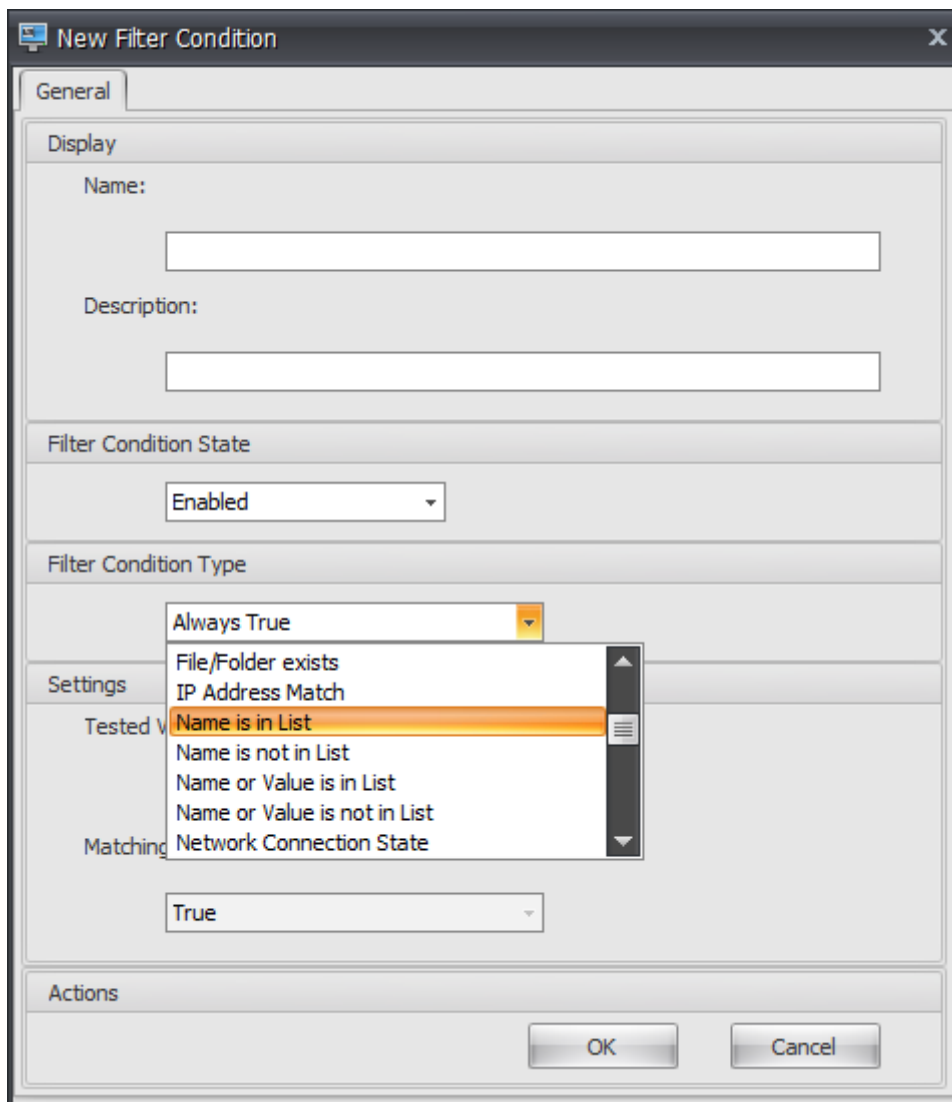 New Filter Condition
General
Display
Name:
Description:
Filter Condition State
Enabled
Filter Condition Type
Always True
File/Folder exists
Settings
IP Address Match
Tested
Name is in List
Name is not in List
Name or Value is in List
Name or Value is not in List
Matching
Network Connection State
True
Actions
OK
Cancel